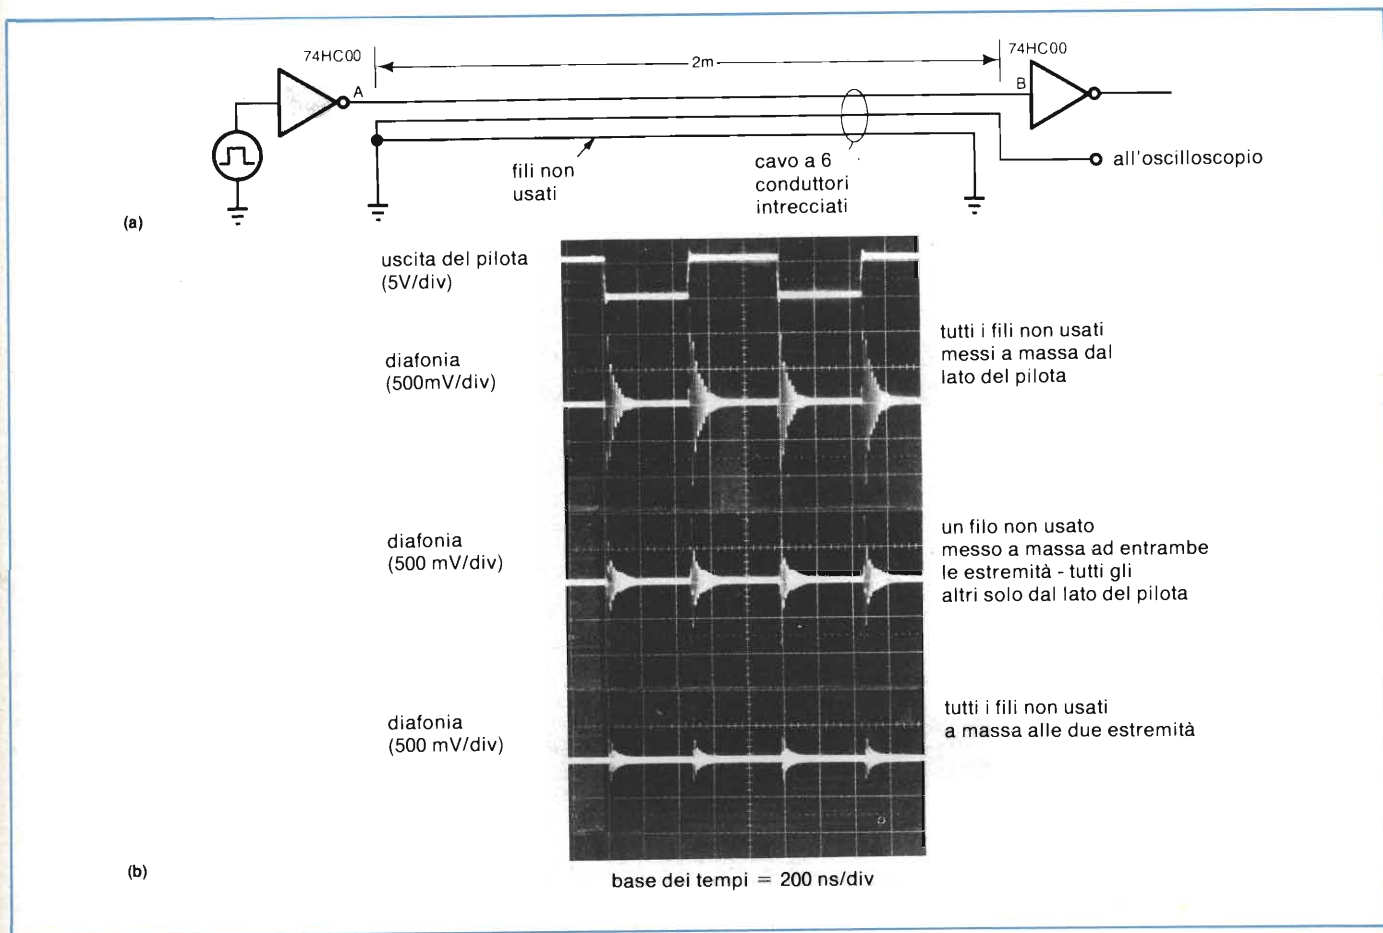 74HC00
74HC00
2m
A
B
fili non
usati
cavo a 6
conduttori
intrecciati
all'oscilloscopio
(a)
uscita del pilota
(5V/div)
diafonia
(500mV/div)
tutti i fili non usati
messi a massa dal
lato del pilota
diafonia
(500 mV/div)
un filo non usato
messo a massa ad entrambe
le estremità - tutti gli
altri solo dal lato del pilota
diafonia
(500 mV/div)
tutti i fili non usati
a massa alle due estremità
(b)
base dei tempi = 200 ns/div